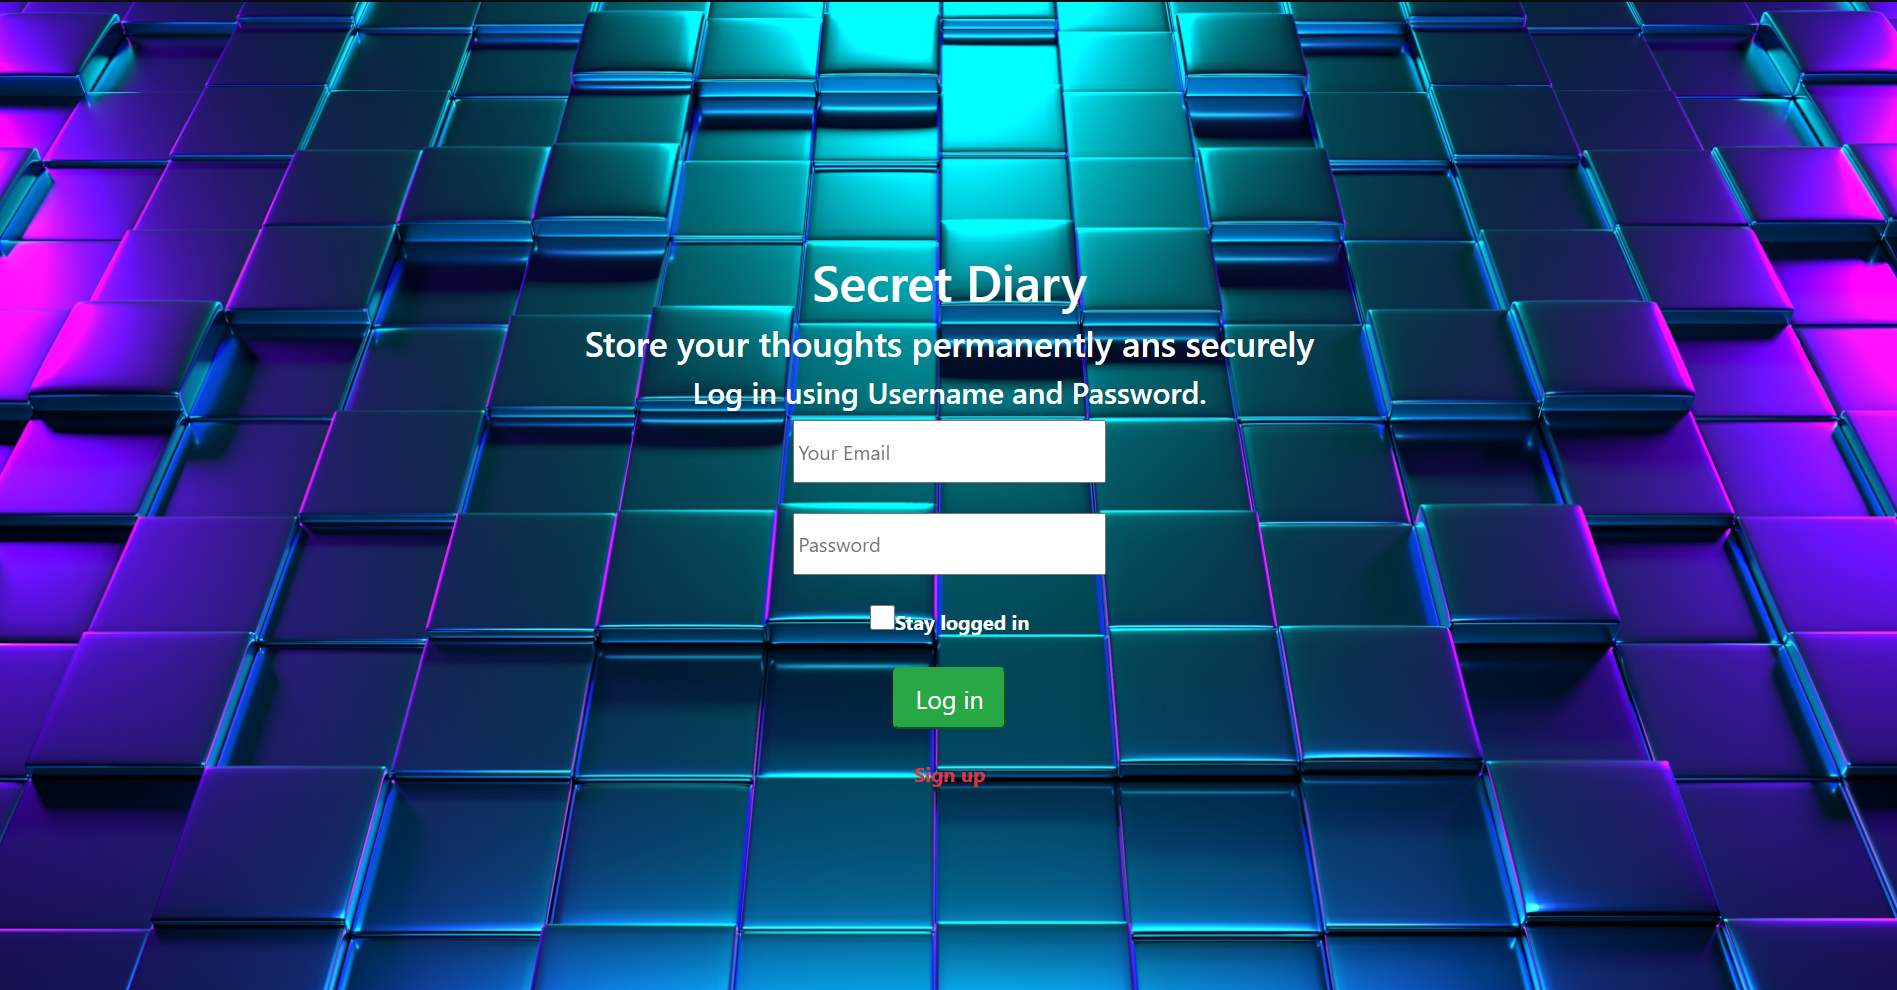 Secret Diary
Store your thoughts permanently ans securely
Log in using Username and Password.
Your Email
Password
Stay logged in
Log in
Sign up